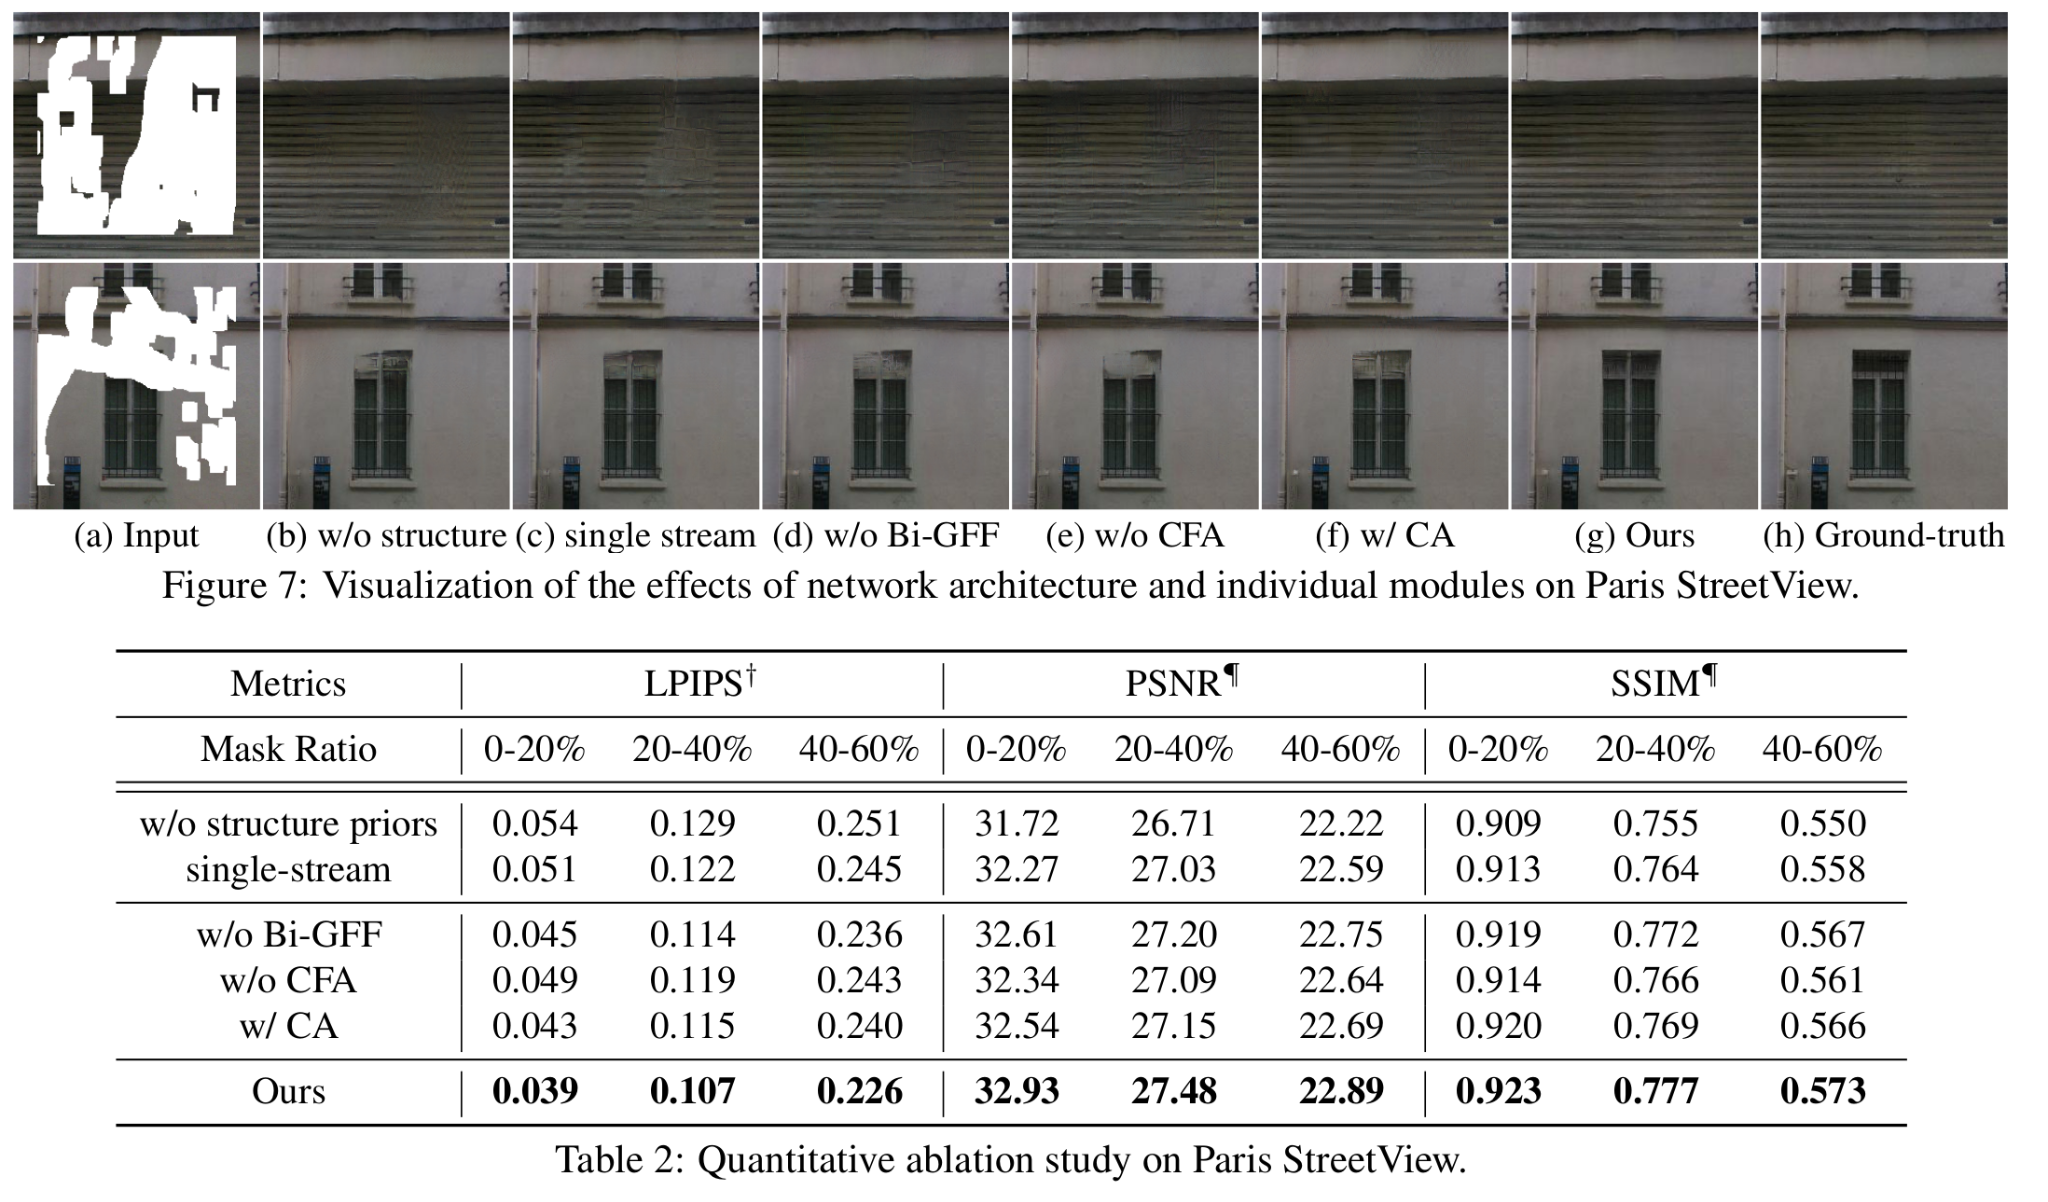 (a) Input (b) w/o structure (c) single stream (d) w/o Bi-GFF (e) w/o CFA (f) w/ CA (g) Ours (h) Ground-truth
Figure 7: Visualization of the effects of network architecture and individual modules on Paris StreetView.
Metrics LPIPS† PSNR¶ SSIM¶
Mask Ratio 0-20% 20-40% 40-60% 0-20% 20-40% 40-60% 0-20% 20-40% 40-60%
w/o structure priors 0.054 0.129 0.251 31.72 26.71 22.22 0.909 0.755 0.550
single-stream 0.051 0.122 0.245 32.27 27.03 22.59 0.913 0.764 0.558
w/o Bi-GFF 0.045 0.114 0.236 32.61 27.20 22.75 0.919 0.772 0.567
w/o CFA 0.049 0.119 0.243 32.34 27.09 22.64 0.914 0.766 0.561
w/ CA 0.043 0.115 0.240 32.54 27.15 22.69 0.920 0.769 0.566
Ours 0.039 0.107 0.226 32.93 27.48 22.89 0.923 0.777 0.573
Table 2: Quantitative ablation study on Paris StreetView.